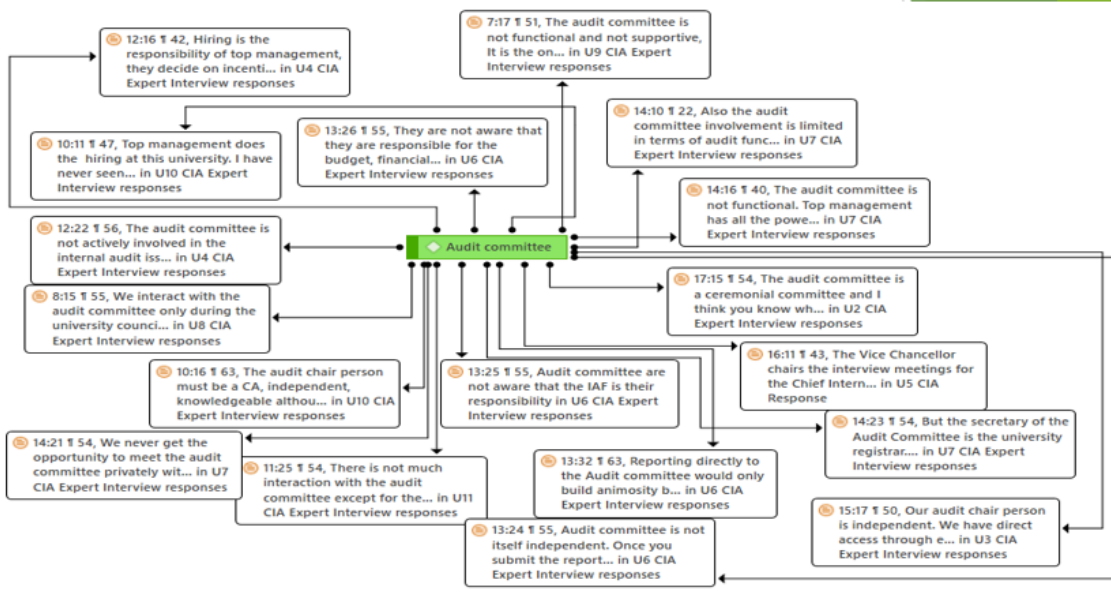 12:16 ¶ 42, Hiring is the
responsibility of top management,
they decide on incenti... in U4 CIA
Expert Interview responses
7:17 ¶ 51, The audit committee is
not functional and not supportive,
It is the on... in U9 CIA Expert
Interview responses
10:11 ¶ 47, Top management does
the hiring at this university. I have
never seen... in U10 CIA Expert
Interview responses
13:26 ¶ 55, They are not aware that
they are responsible for the
budget, financial... in U6 CIA
Expert Interview responses
14:10 ¶ 22, Also the audit
committee involvement is limited
in terms of audit func... in U7 CIA
Expert Interview responses
14:16 ¶ 40, The audit committee is
not functional. Top management
has all the powe... in U7 CIA
Expert Interview responses
12:22 ¶ 56, The audit committee is
not actively involved in the
internal audit iss... in U4 CIA
Expert Interview responses
Audit committee
8:15 ¶ 55, We interact with the
audit committee only during the
university counci... in U8 CIA
Expert Interview responses
17:15 ¶ 54, The audit committee is
a ceremonial committee and I
think you know wh... in U2 CIA
Expert Interview responses
16:11 ¶ 43, The Vice Chancellor
chairs the interview meetings for
the Chief Intern... in U5 CIA
Response
10:16 ¶ 63, The audit chair person
must be a CA, independent,
knowledgeable althou... in U10 CIA
Expert Interview responses
13:25 ¶ 55, Audit committee are
not aware that the IAF is their
responsibility in U6 CIA Expert
Interview responses
14:23 ¶ 54, But the secretary of the
Audit Committee is the university
registrar.... in U7 CIA Expert
Interview responses
14:21 ¶ 54, We never get the
opportunity to meet the audit
committee privately wit... in U7
CIA Expert Interview responses
11:25 ¶ 54, There is not much
interaction with the audit
committee except for the... in U11
CIA Expert Interview responses
13:32 ¶ 63, Reporting directly to
the Audit committee would only
build animosity b... in U6 CIA
Expert Interview responses
15:17 ¶ 50, Our audit chair person
is independent. We have direct
access through e... in U3 CIA
Expert Interview responses
13:24 ¶ 55, Audit committee is not
itself independent. Once you
submit the report... in U6 CIA
Expert Interview responses